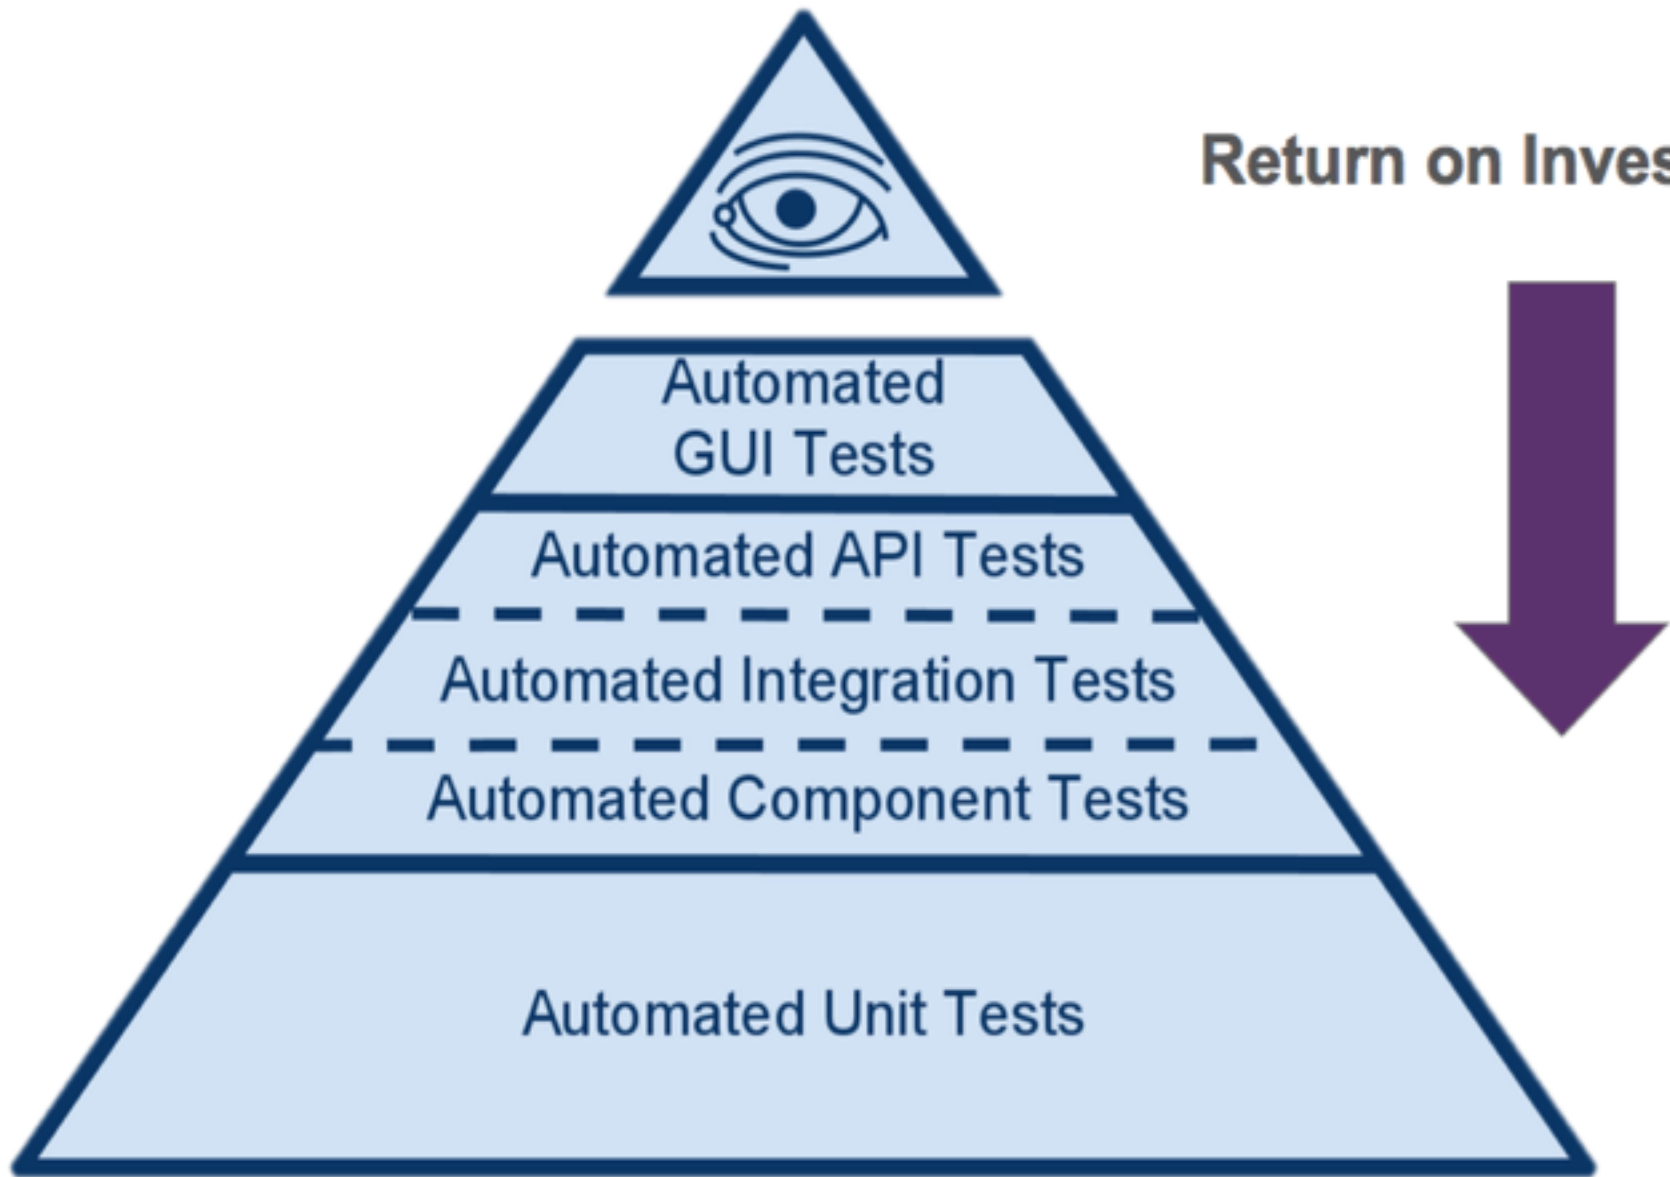 Return on Inves
Automated
GUI Tests
Automated API Tests
Automated Integration Tests
Automated Component Tests
Automated Unit Tests